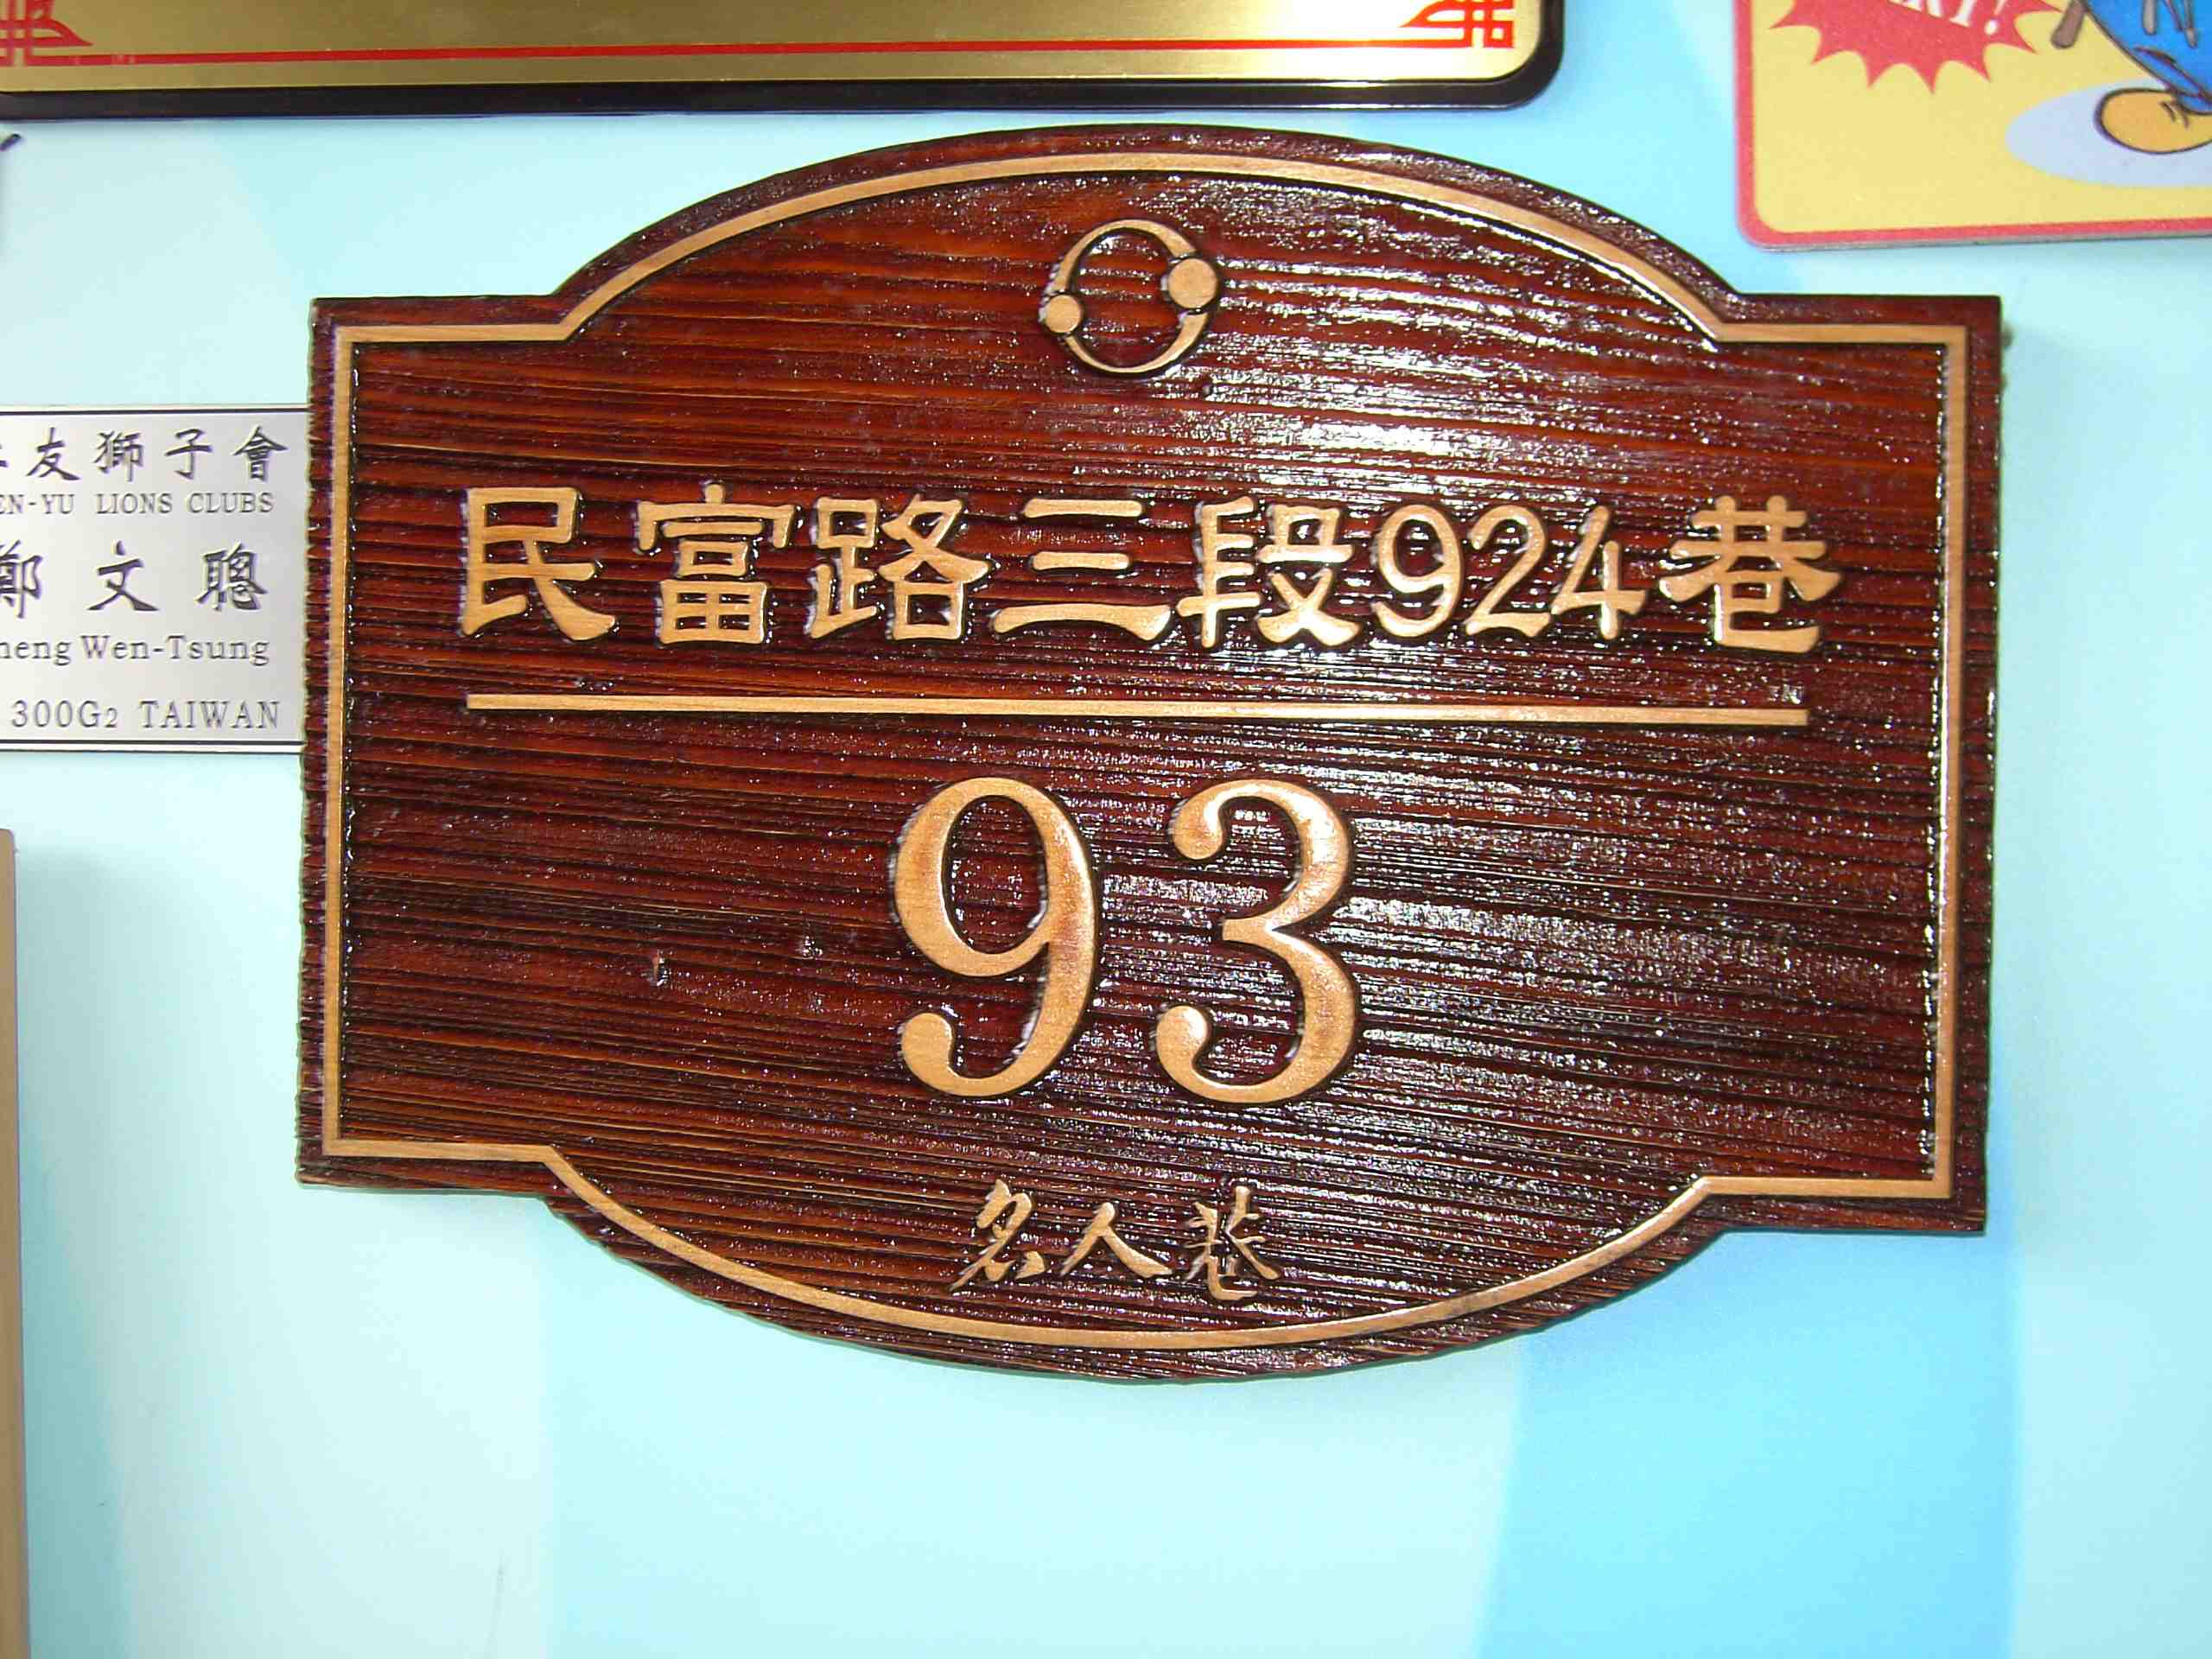 友獅子會
EN-YU LIONS CLUBS
鄭文聰
heng Wen-Tsung
300G2 TAIWAN
民富路三段924巷
93
名人巷